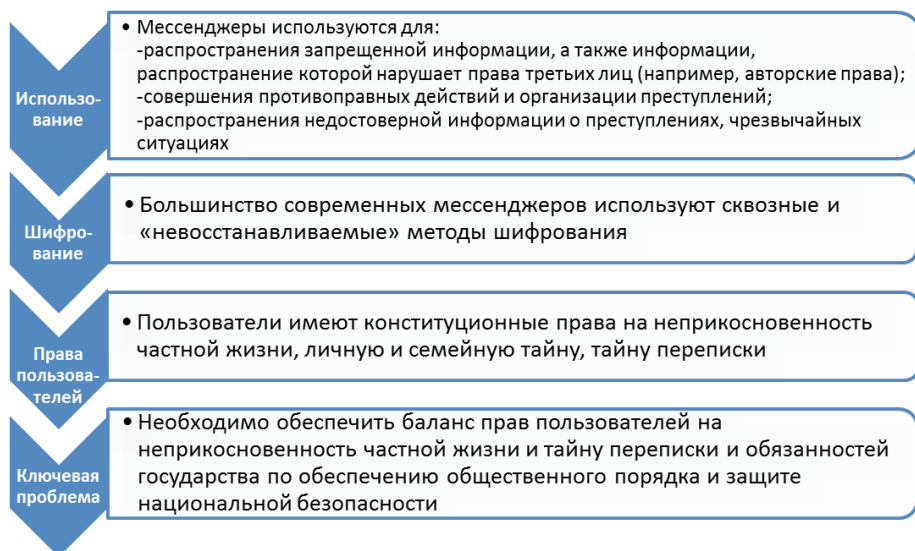 Использо-
вание
• Мессенджеры используются для:
-распространения запрещенной информации, а также информации,
распространение которой нарушает права третьих лиц (например, авторские права);
-совершения противоправных действий и организации преступлений;
-распространения недостоверной информации о преступлениях, чрезвычайных
ситуациях
Шифро-
вание
• Большинство современных мессенджеров используют сквозные и
«невосстанавливаемые» методы шифрования
Права
пользова-
телей
• Пользователи имеют конституционные права на неприкосновенность
частной жизни, личную и семейную тайну, тайну переписки
Ключевая
проблема
• Необходимо обеспечить баланс прав пользователей на
неприкосновенность частной жизни и тайну переписки и обязанностей
государства по обеспечению общественного порядка и защите
национальной безопасности